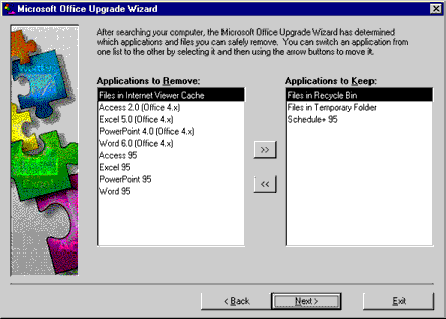 Microsoft Office Upgrade Wizard
After searching your computer, the Microsoft Office Upgrade Wizard has determined
which applications and files you can safely remove. You can switch an application from
one list to the other by selecting it and then using the arrow buttons to move it.
Applications to Remove:
Files in Internet Viewer Cache
Access 2.0 (Office 4.x)
Excel 5.0 (Office 4.x)
PowerPoint 4.0 (Office 4.x)
Word 6.0 (Office 4.x)
Access 95
Excel 95
PowerPoint 95
Word 95
>>
<<
Applications to Keep:
Files in Recycle Bin
Files in Temporary Folder
Schedule+ 95
< Back
Next >
Exit